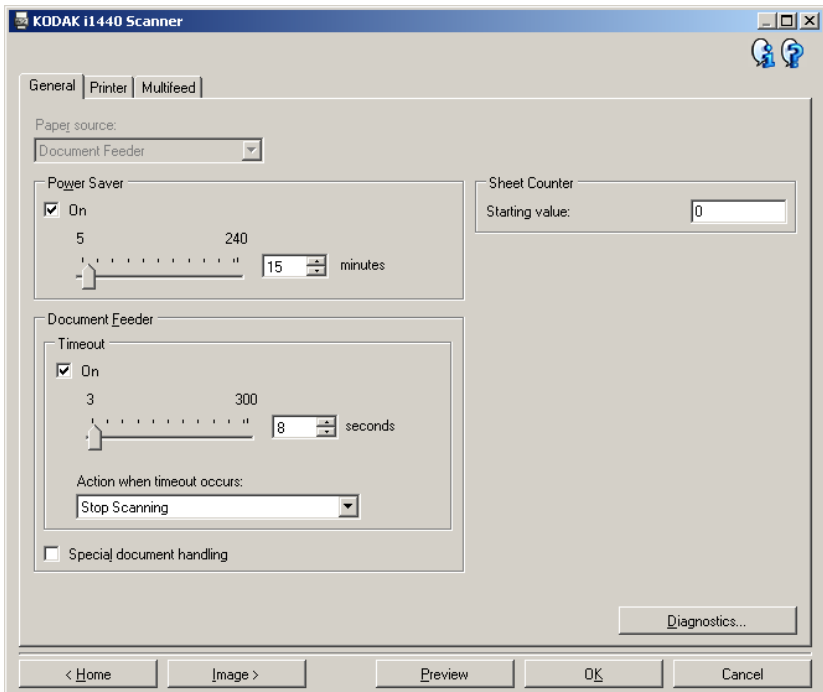 KODAK i1440 Scanner
General Printer Multifeed
Paper source:
Document Feeder
Power Saver
On
5 240
15 minutes
Sheet Counter
Starting value: 0
Document Feeder
Timeout
On
3 300
8 seconds
Action when timeout occurs:
Stop Scanning
Special document handling
Diagnostics...
< Home Image > Preview OK Cancel